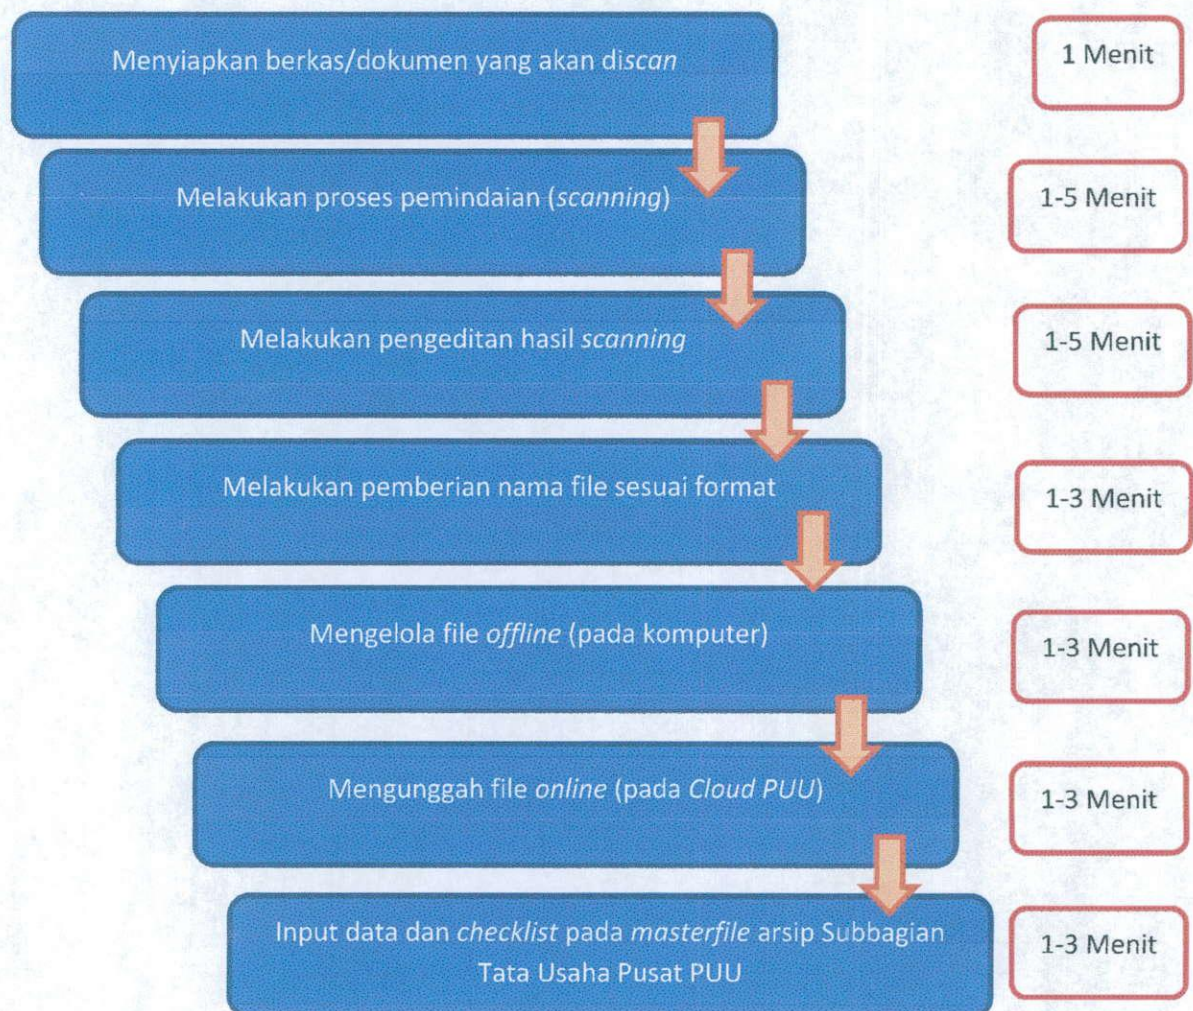 Menyiapkan berkas/dokumen yang akan discan
1 Menit
Melakukan proses pemindaian (scanning)
1-5 Menit
Melakukan pengeditan hasil scanning
1-5 Menit
Melakukan pemberian nama file sesuai format
1-3 Menit
Mengelola file offline (pada komputer)
1-3 Menit
Mengunggah file online (pada Cloud PUU)
1-3 Menit
Input data dan checklist pada masterfile arsip Subbagian
Tata Usaha Pusat PUU
1-3 Menit